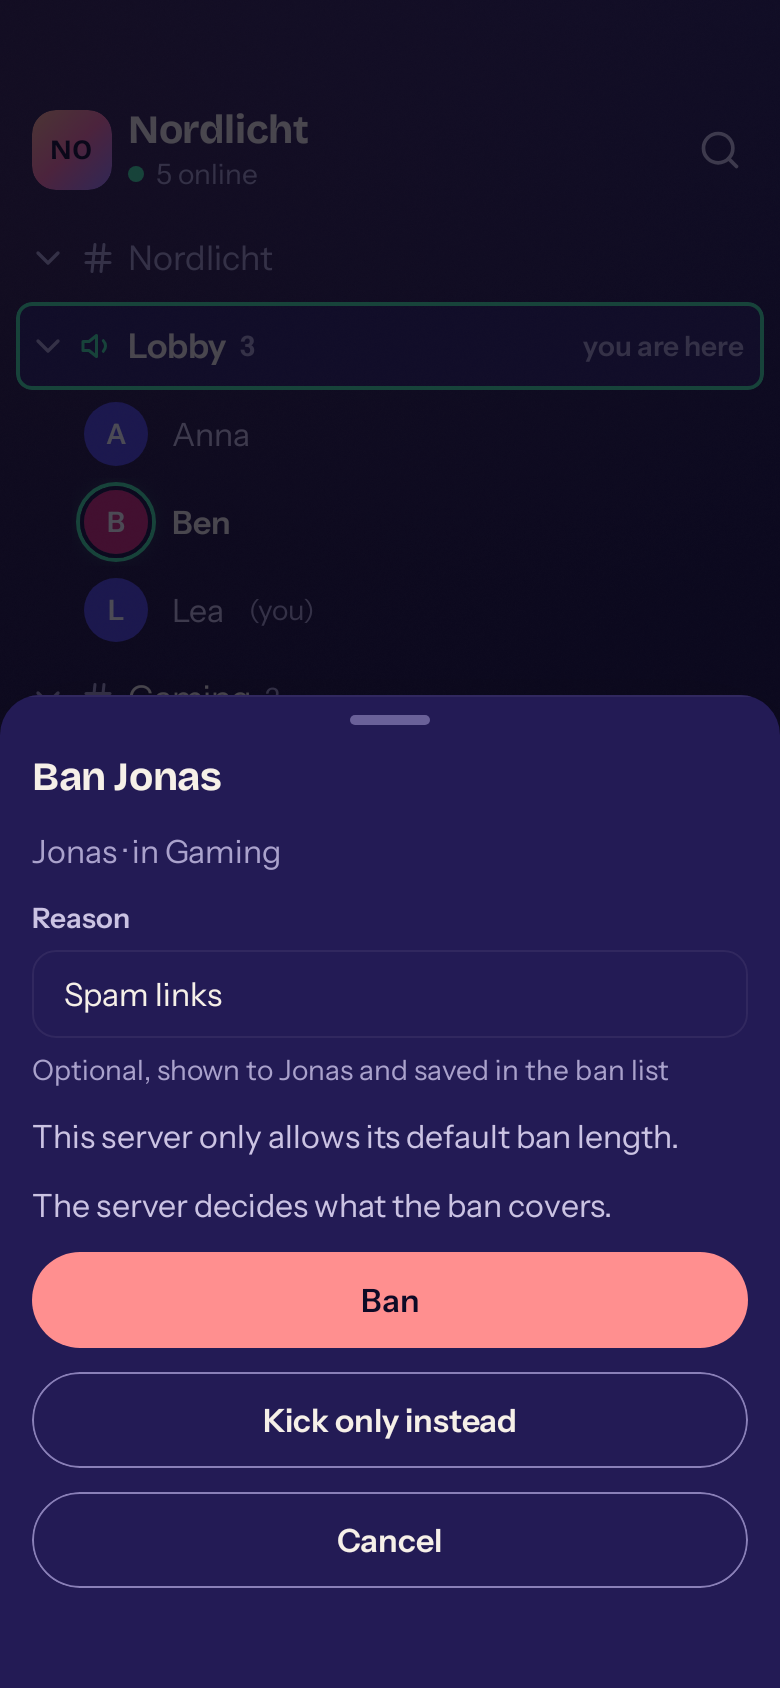 NO
Nordlicht
5 online
# Nordlicht
Lobby 3
you are here
A
Anna
B
Ben
L
Lea (you)
# Gaming
Ban Jonas
Jonas · in Gaming
Reason
Spam links
Optional, shown to Jonas and saved in the ban list
This server only allows its default ban length.
The server decides what the ban covers.
Ban
Kick only instead
Cancel